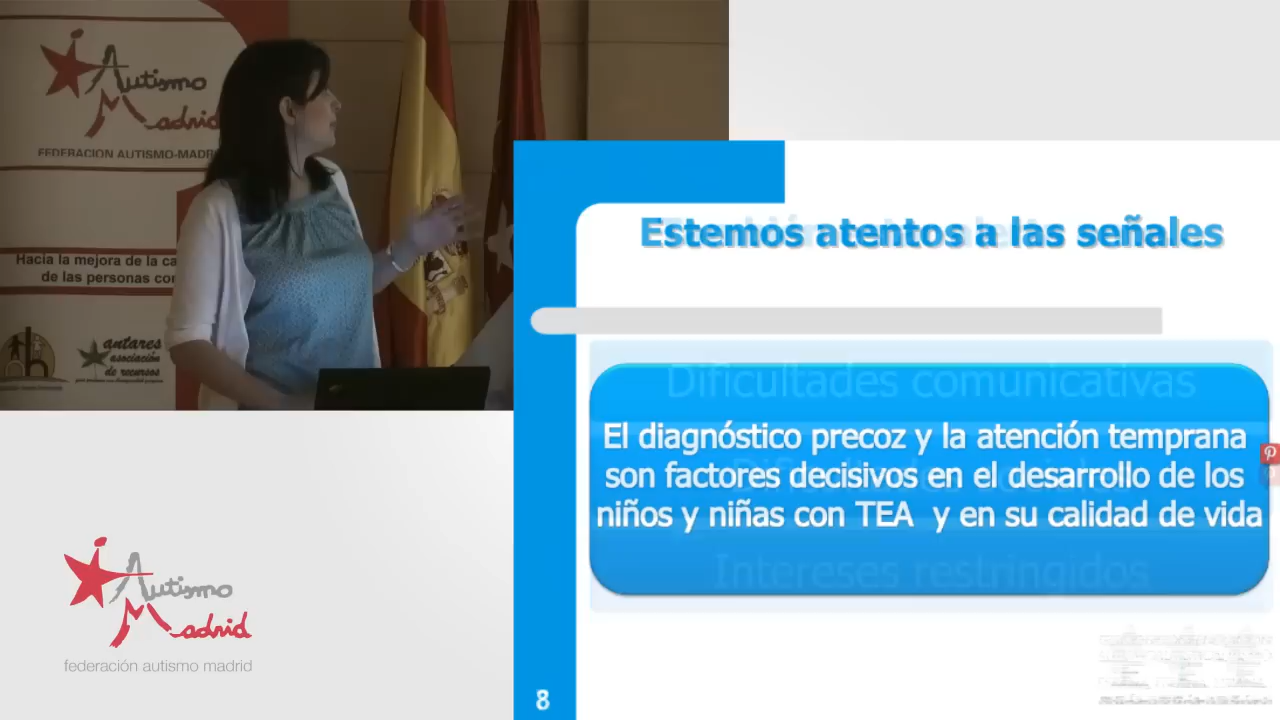 Autismo
Madrid
FEDERACION AUTISMO-MADR
Hacia la mejora de la ca
de las personas con
antares
asociación
de recursos
Estemos atentos a las señales
Dificultades comunicativas
El diagnóstico precoz y la atención temprana
son factores decisivos en el desarrollo de los
niños y niñas con TEA y en su calidad de vida
Intereses restringidos
Autismo
Madrid
federación autismo madrid
8